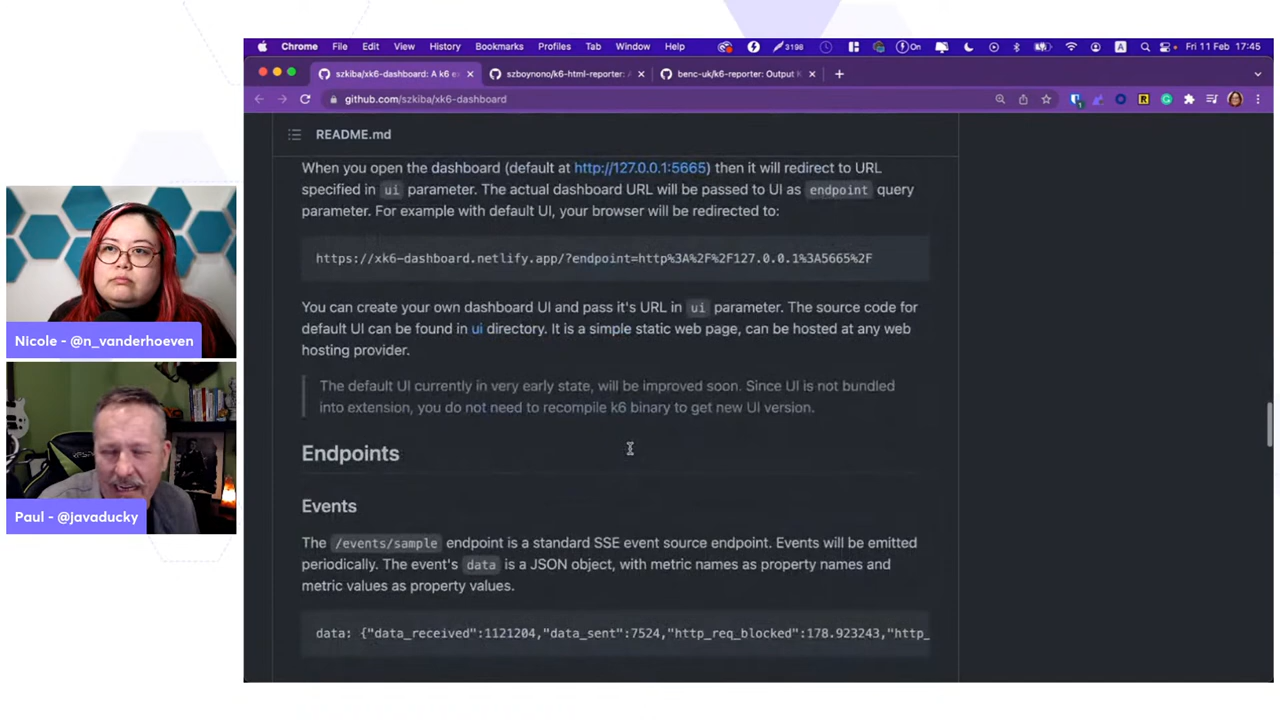 Chrome File Edit View History Bookmarks Profiles Tab Window Help 3198 On A Fri 11 Feb 17:45
szkiba/xk6-dashboard: A k6 ex szboynono/k6-html-reporter: A benc-uk/k6-reporter: Output K
github.com/szkiba/xk6-dashboard
README.md
When you open the dashboard (default at http://127.0.0.1:5665) then it will redirect to URL
specified in ui parameter. The actual dashboard URL will be passed to UI as endpoint query
parameter. For example with default UI, your browser will be redirected to:
https://xk6-dashboard.netlify.app/?endpoint=http%3A%2F%2F127.0.0.1%3A5665%2F
You can create your own dashboard UI and pass it's URL in ui parameter. The source code for
default UI can be found in ui directory. It is a simple static web page, can be hosted at any web
hosting provider.
The default UI currently in very early state, will be improved soon. Since UI is not bundled
into extension, you do not need to recompile k6 binary to get new UI version.
Endpoints
Events
The /events/sample endpoint is a standard SSE event source endpoint. Events will be emitted
periodically. The event's data is a JSON object, with metric names as property names and
metric values as property values.
data: {"data_received":1121204,"data_sent":7524,"http_req_blocked":178.923243,"http_
Nicole - @n_vanderhoeven
Paul - @javaducky